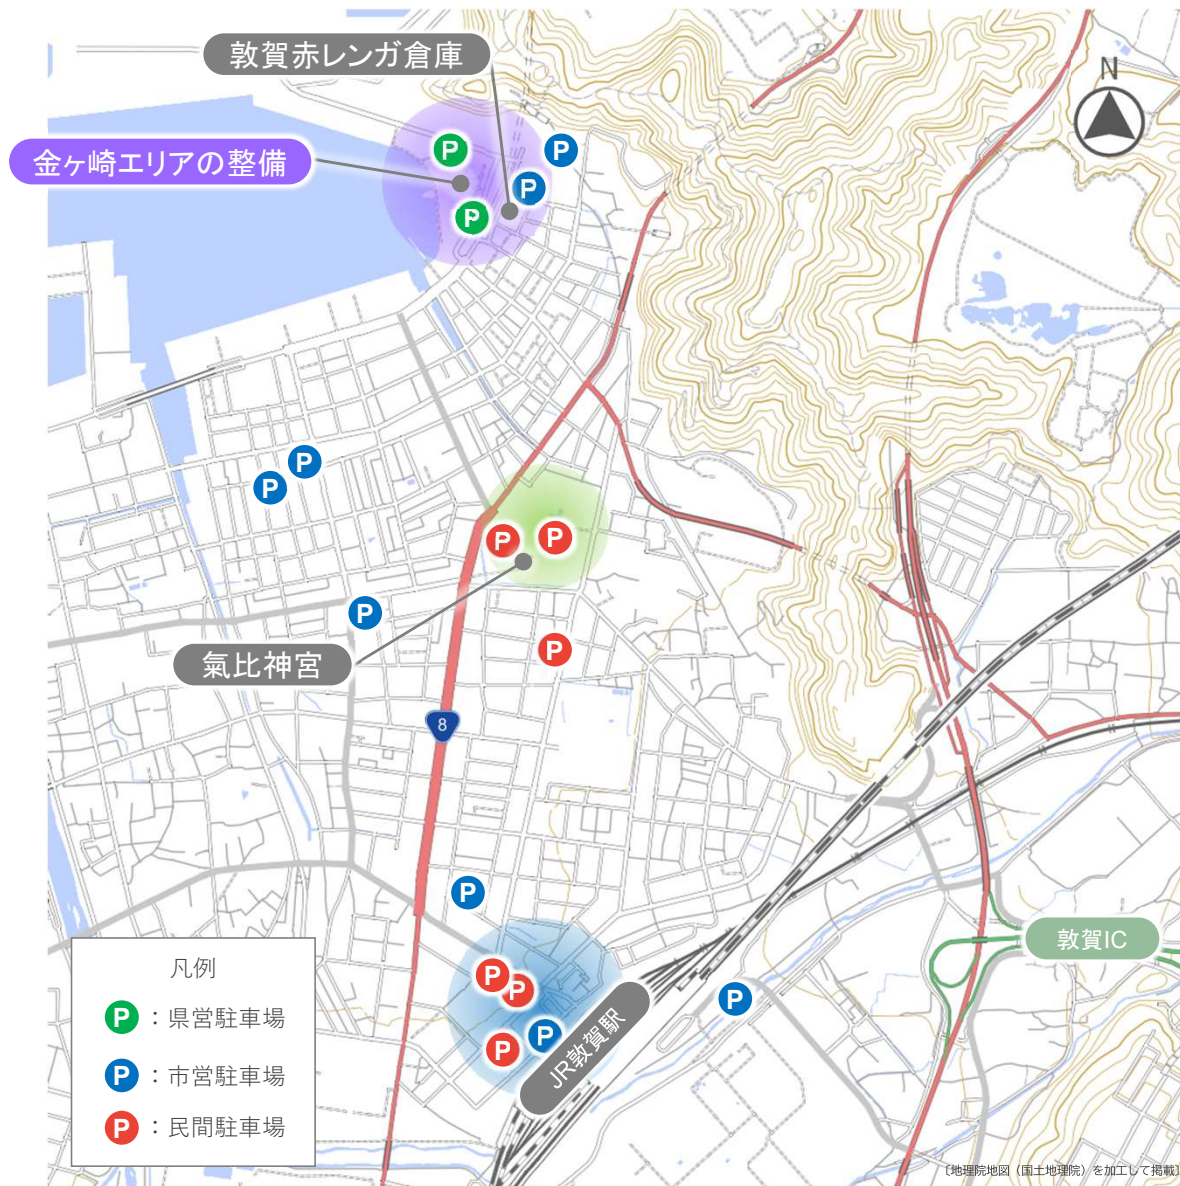 敦賀赤レンガ倉庫
N
金ヶ崎エリアの整備
P
P
P
P
P
P
P
P
氣比神宮
P
P
8
P
敦賀IC
P
P
P
P
P
JR敦賀駅
凡例
P ：県営駐車場
P ：市営駐車場
P ：民間駐車場
〔地理院地図（国土地理院）を加工して掲載〕